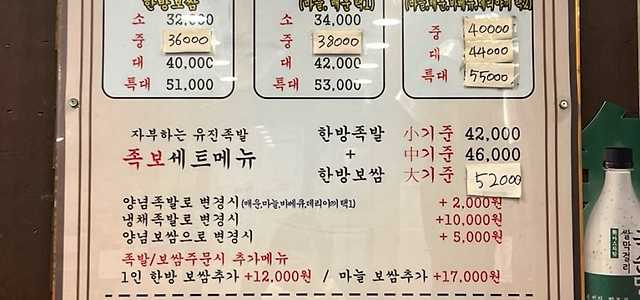 한방보쌈
소 32,000
중 36000
대 40,000
특대 51,000
(마늘, 매운 택1)
소 34,000
중 38000
대 42,000
특대 53,000
중 40000
대 44000
특대 55000
자부하는 유진족발
족보세트메뉴
한방족발
+
한방보쌈
小기준 42,000
中기준 46,000
大기준 52000
양념족발로 변경시 (매운,마늘,바베큐,데리야끼 택1) + 2,000원
냉채족발로 변경시 +10,000원
양념보쌈으로 변경시 + 5,000원
족발/보쌈주문시 추가메뉴
1인 한방 보쌈추가 +12,000원 / 마늘 보쌈추가 +17,000원
쌀막걸리